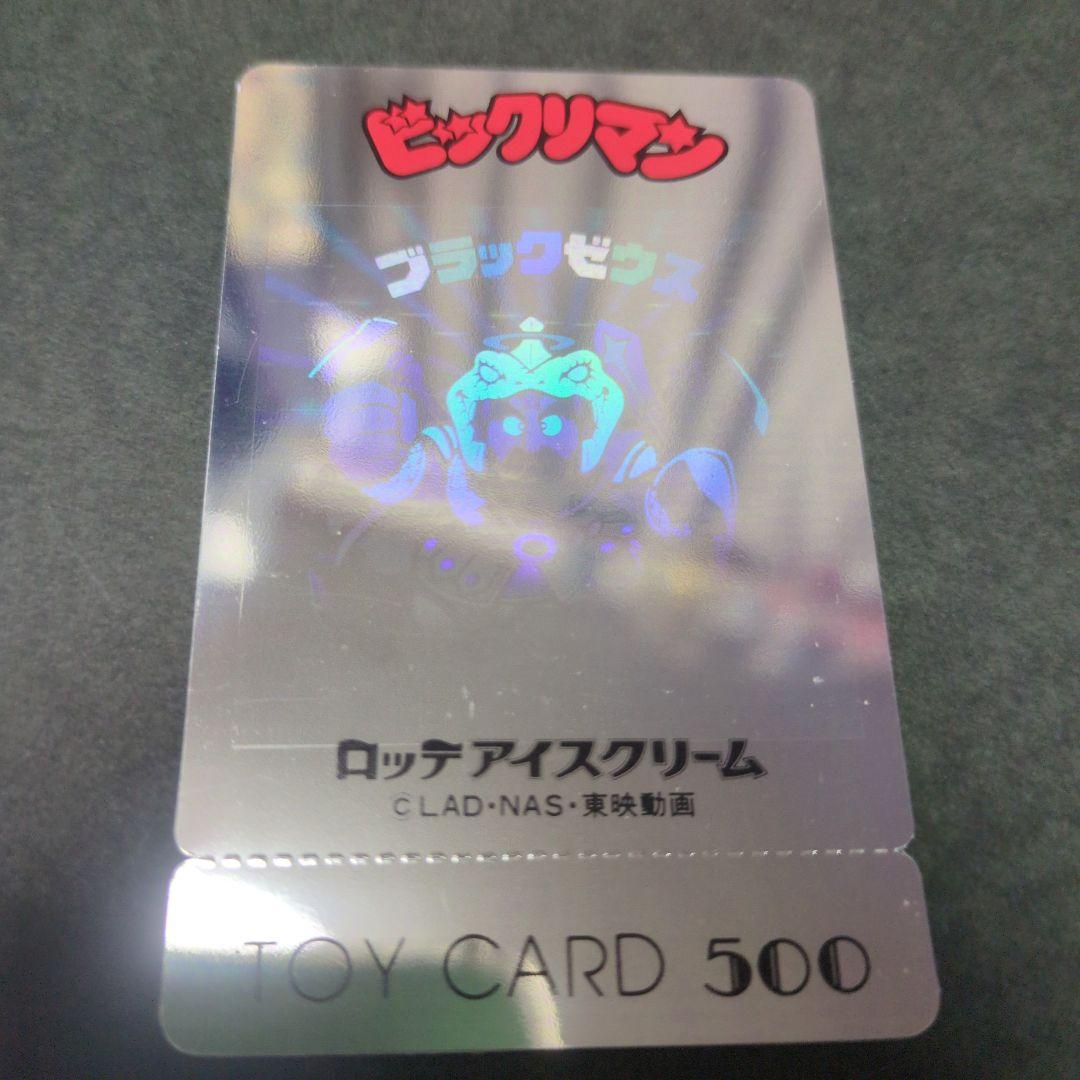 ビックリマン
ブラックゼウス
ロッテ アイスクリーム
©LAD・NAS・東映動画
TOY CARD 500